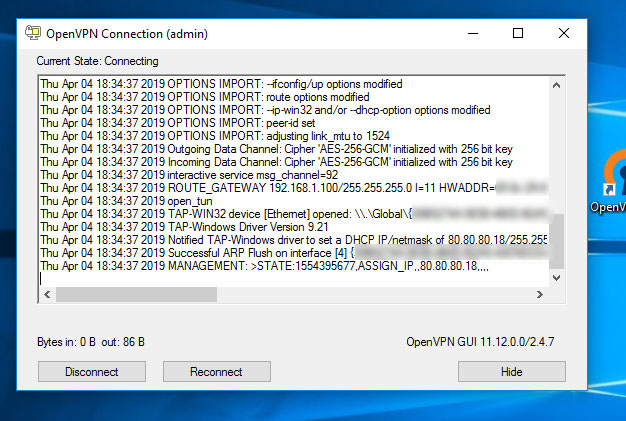 OpenVPN Connection (admin)
Current State: Connecting
Thu Apr 04 18:34:37 2019 OPTIONS IMPORT: --ifconfig/up options modified
Thu Apr 04 18:34:37 2019 OPTIONS IMPORT: route options modified
Thu Apr 04 18:34:37 2019 OPTIONS IMPORT: --ip-win32 and/or --dhcp-option options modified
Thu Apr 04 18:34:37 2019 OPTIONS IMPORT: peer-id set
Thu Apr 04 18:34:37 2019 OPTIONS IMPORT: adjusting link_mtu to 1524
Thu Apr 04 18:34:37 2019 Outgoing Data Channel: Cipher 'AES-256-GCM' initialized with 256 bit key
Thu Apr 04 18:34:37 2019 Incoming Data Channel: Cipher 'AES-256-GCM' initialized with 256 bit key
Thu Apr 04 18:34:37 2019 interactive service msg_channel=92
Thu Apr 04 18:34:37 2019 ROUTE_GATEWAY 192.168.1.100/255.255.255.0 I=11 HWADDR=
Thu Apr 04 18:34:37 2019 open_tun
Thu Apr 04 18:34:37 2019 TAP-WIN32 device [Ethernet] opened: \\.\Global\{
Thu Apr 04 18:34:37 2019 TAP-Windows Driver Version 9.21
Thu Apr 04 18:34:37 2019 Notified TAP-Windows driver to set a DHCP IP/netmask of 80.80.80.18/255.255
Thu Apr 04 18:34:37 2019 Successful ARP Flush on interface [4] {
Thu Apr 04 18:34:37 2019 MANAGEMENT: >STATE:1554395677,ASSIGN_IP,,80.80.80.18,,,,
Bytes in: 0 B out: 86 B
OpenVPN GUI 11.12.0.0/2.4.7
Disconnect
Reconnect
Hide
OpenVP